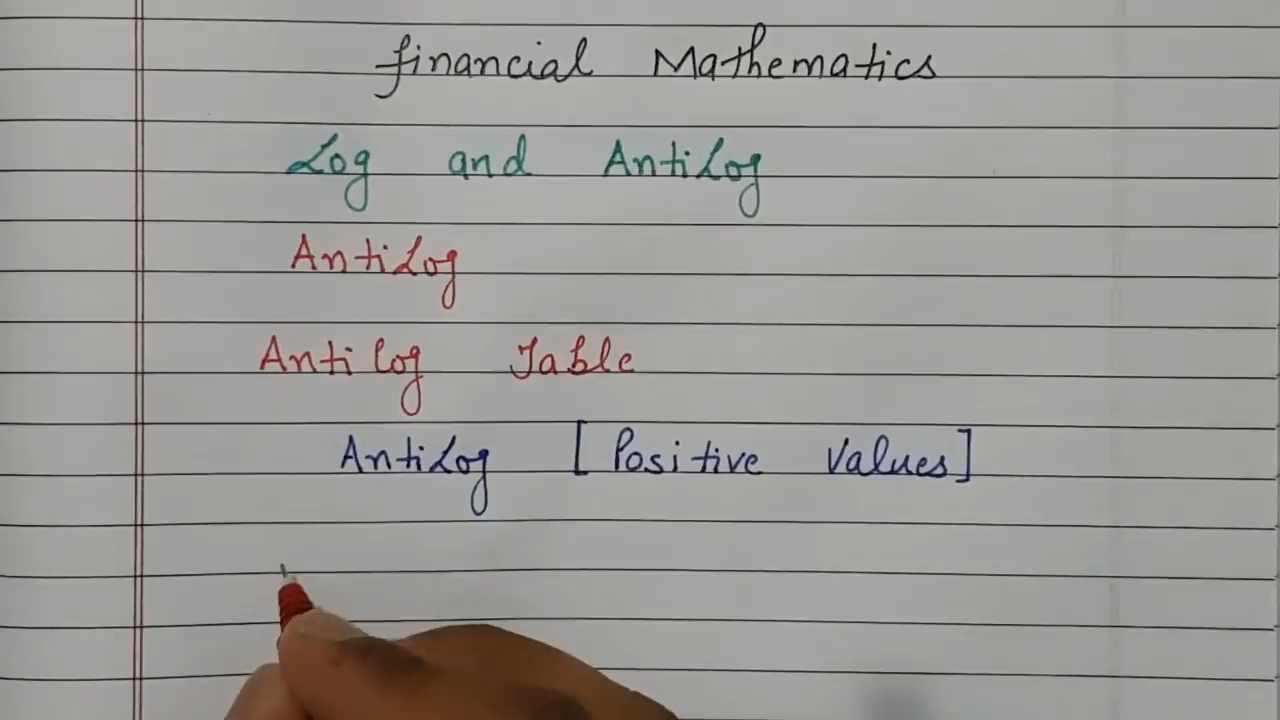 financial Mathematics
Log and AntiLog
AntiLog
Antilog Table
AntiLog [Positive Values]